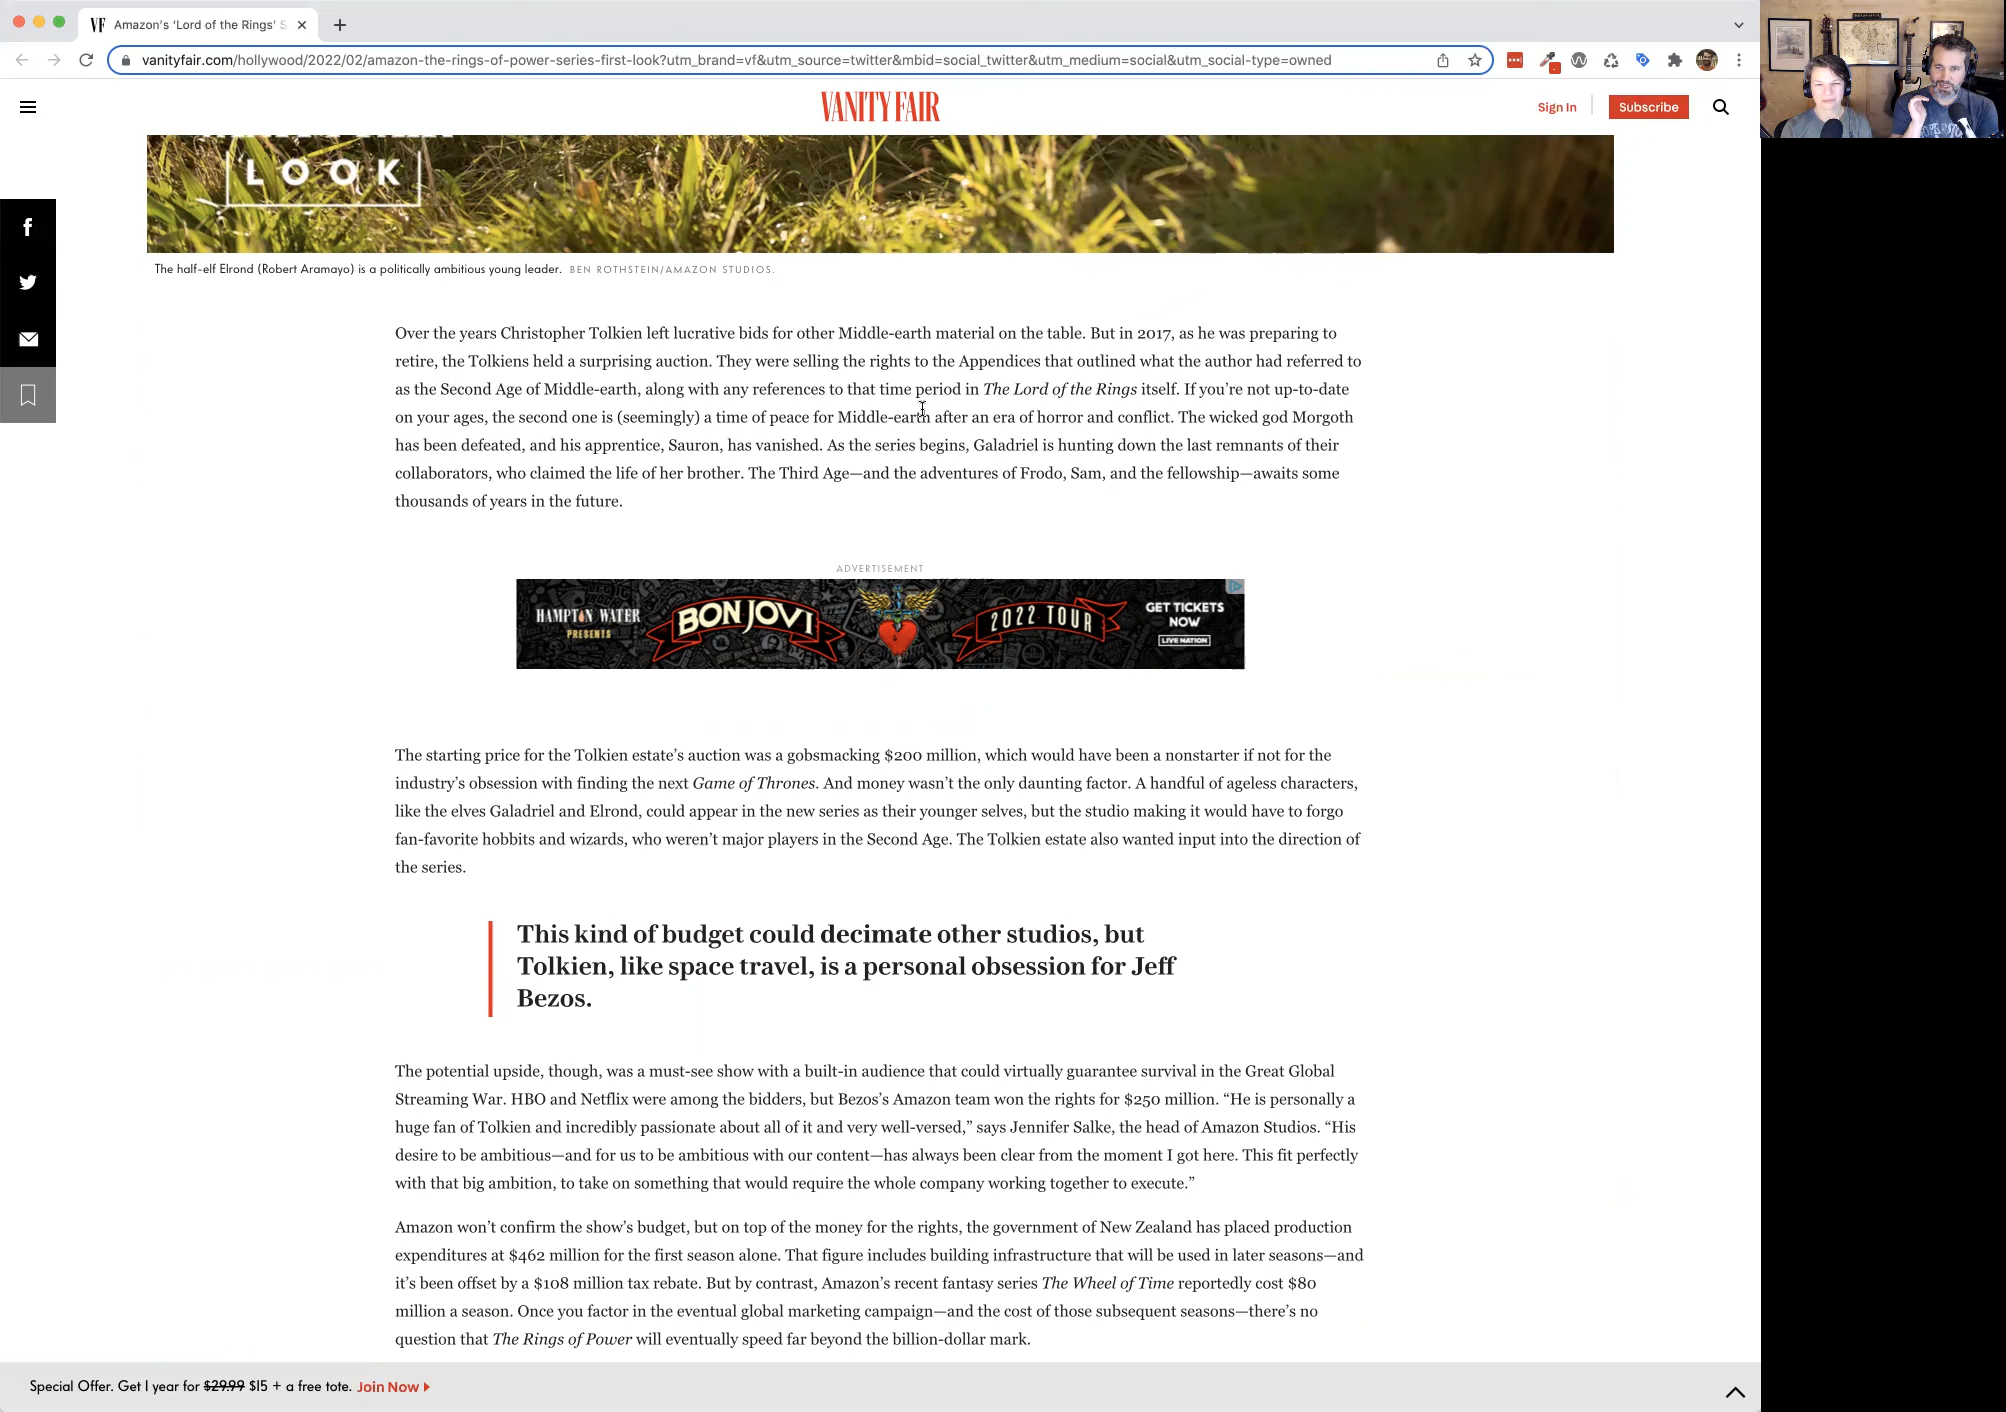 VF Amazon's 'Lord of the Rings' S
vanityfair.com/hollywood/2022/02/amazon-the-rings-of-power-series-first-look?utm_brand=vf&utm_source=twitter&mbid=social_twitter&utm_medium=social&utm_social-type=owned
VANITY FAIR
Sign In
Subscribe
LOOK
The half-elf Elrond (Robert Aramayo) is a politically ambitious young leader. BEN ROTHSTEIN/AMAZON STUDIOS.
Over the years Christopher Tolkien left lucrative bids for other Middle-earth material on the table. But in 2017, as he was preparing to
retire, the Tolkiens held a surprising auction. They were selling the rights to the Appendices that outlined what the author had referred to
as the Second Age of Middle-earth, along with any references to that time period in The Lord of the Rings itself. If you're not up-to-date
on your ages, the second one is (seemingly) a time of peace for Middle-earth after an era of horror and conflict. The wicked god Morgoth
has been defeated, and his apprentice, Sauron, has vanished. As the series begins, Galadriel is hunting down the last remnants of their
collaborators, who claimed the life of her brother. The Third Age—and the adventures of Frodo, Sam, and the fellowship—awaits some
thousands of years in the future.
ADVERTISEMENT
HAMPTON WATER
PRESENTS
BON JOVI
2022 TOUR
GET TICKETS
NOW
LIVE NATION
The starting price for the Tolkien estate's auction was a gobsmacking $200 million, which would have been a nonstarter if not for the
industry's obsession with finding the next Game of Thrones. And money wasn't the only daunting factor. A handful of ageless characters,
like the elves Galadriel and Elrond, could appear in the new series as their younger selves, but the studio making it would have to forgo
fan-favorite hobbits and wizards, who weren't major players in the Second Age. The Tolkien estate also wanted input into the direction of
the series.
This kind of budget could decimate other studios, but
Tolkien, like space travel, is a personal obsession for Jeff
Bezos.
The potential upside, though, was a must-see show with a built-in audience that could virtually guarantee survival in the Great Global
Streaming War. HBO and Netflix were among the bidders, but Bezos's Amazon team won the rights for $250 million. “He is personally a
huge fan of Tolkien and incredibly passionate about all of it and very well-versed,” says Jennifer Salke, the head of Amazon Studios. “His
desire to be ambitious—and for us to be ambitious with our content—has always been clear from the moment I got here. This fit perfectly
with that big ambition, to take on something that would require the whole company working together to execute.”
Amazon won't confirm the show's budget, but on top of the money for the rights, the government of New Zealand has placed production
expenditures at $462 million for the first season alone. That figure includes building infrastructure that will be used in later seasons—and
it's been offset by a $108 million tax rebate. But by contrast, Amazon's recent fantasy series The Wheel of Time reportedly cost $80
million a season. Once you factor in the eventual global marketing campaign—and the cost of those subsequent seasons—there's no
question that The Rings of Power will eventually speed far beyond the billion-dollar mark.
Special Offer. Get 1 year for $29.99 $15 + a free tote. Join Now